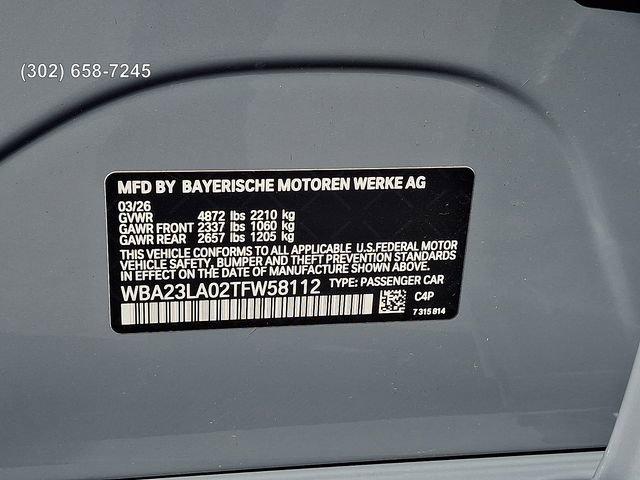 (302) 658-7245
MFD BY BAYERISCHE MOTOREN WERKE AG
03/26
GVWR 4872 lbs 2210 kg
GAWR FRONT 2337 lbs 1060 kg
GAWR REAR 2657 lbs 1205 kg
THIS VEHICLE CONFORMS TO ALL APPLICABLE U.S.FEDERAL MOTOR
VEHICLE SAFETY, BUMPER AND THEFT PREVENTION STANDARDS
IN EFFECT ON THE DATE OF MANUFACTURE SHOWN ABOVE.
WBA23LA02TFW58112 TYPE: PASSENGER CAR
C4P
7 315 814